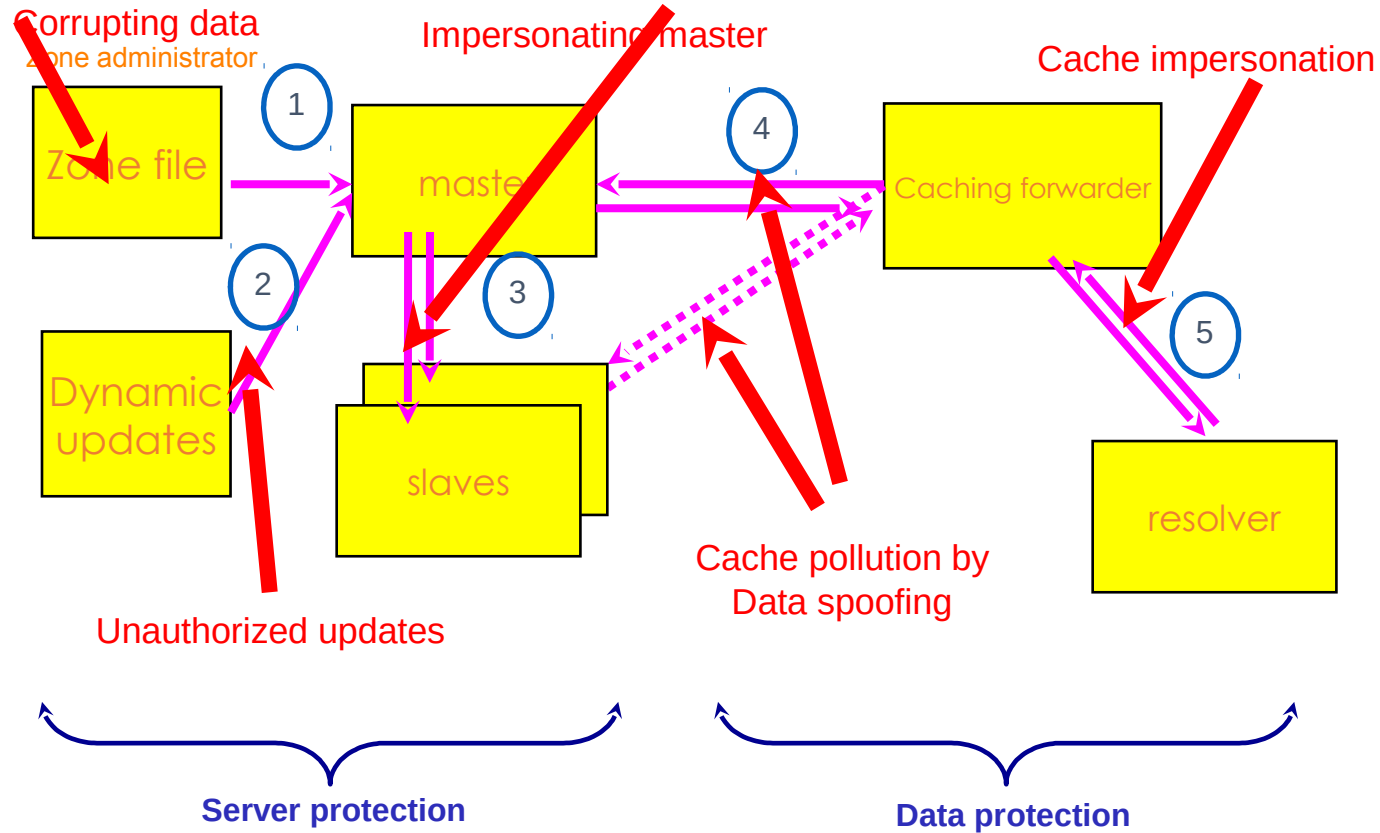 Corrupting data
Zone administrator
Impersonating master
Cache impersonation
1
4
Zone file
master
Caching forwarder
2
3
5
Dynamic
updates
slaves
resolver
Cache pollution by
Data spoofing
Unauthorized updates
Server protection
Data protection